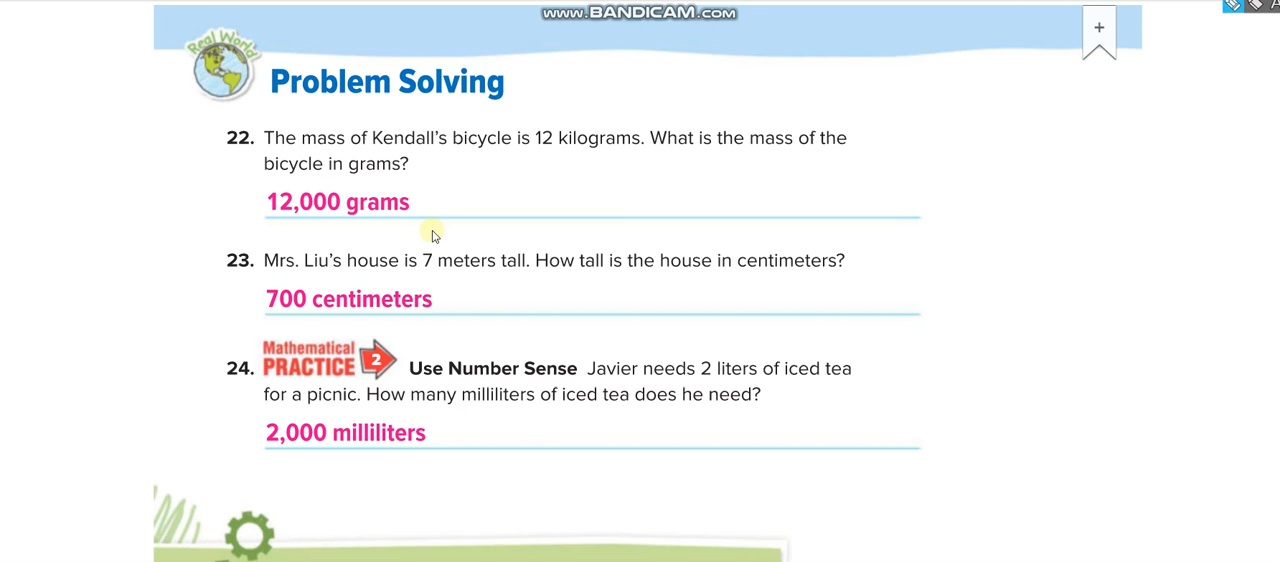 www.BANDICAM.com
Real World
Problem Solving
22. The mass of Kendall's bicycle is 12 kilograms. What is the mass of the
bicycle in grams?
12,000 grams
23. Mrs. Liu's house is 7 meters tall. How tall is the house in centimeters?
700 centimeters
Mathematical
24. PRACTICE 2 Use Number Sense Javier needs 2 liters of iced tea
for a picnic. How many milliliters of iced tea does he need?
2,000 milliliters